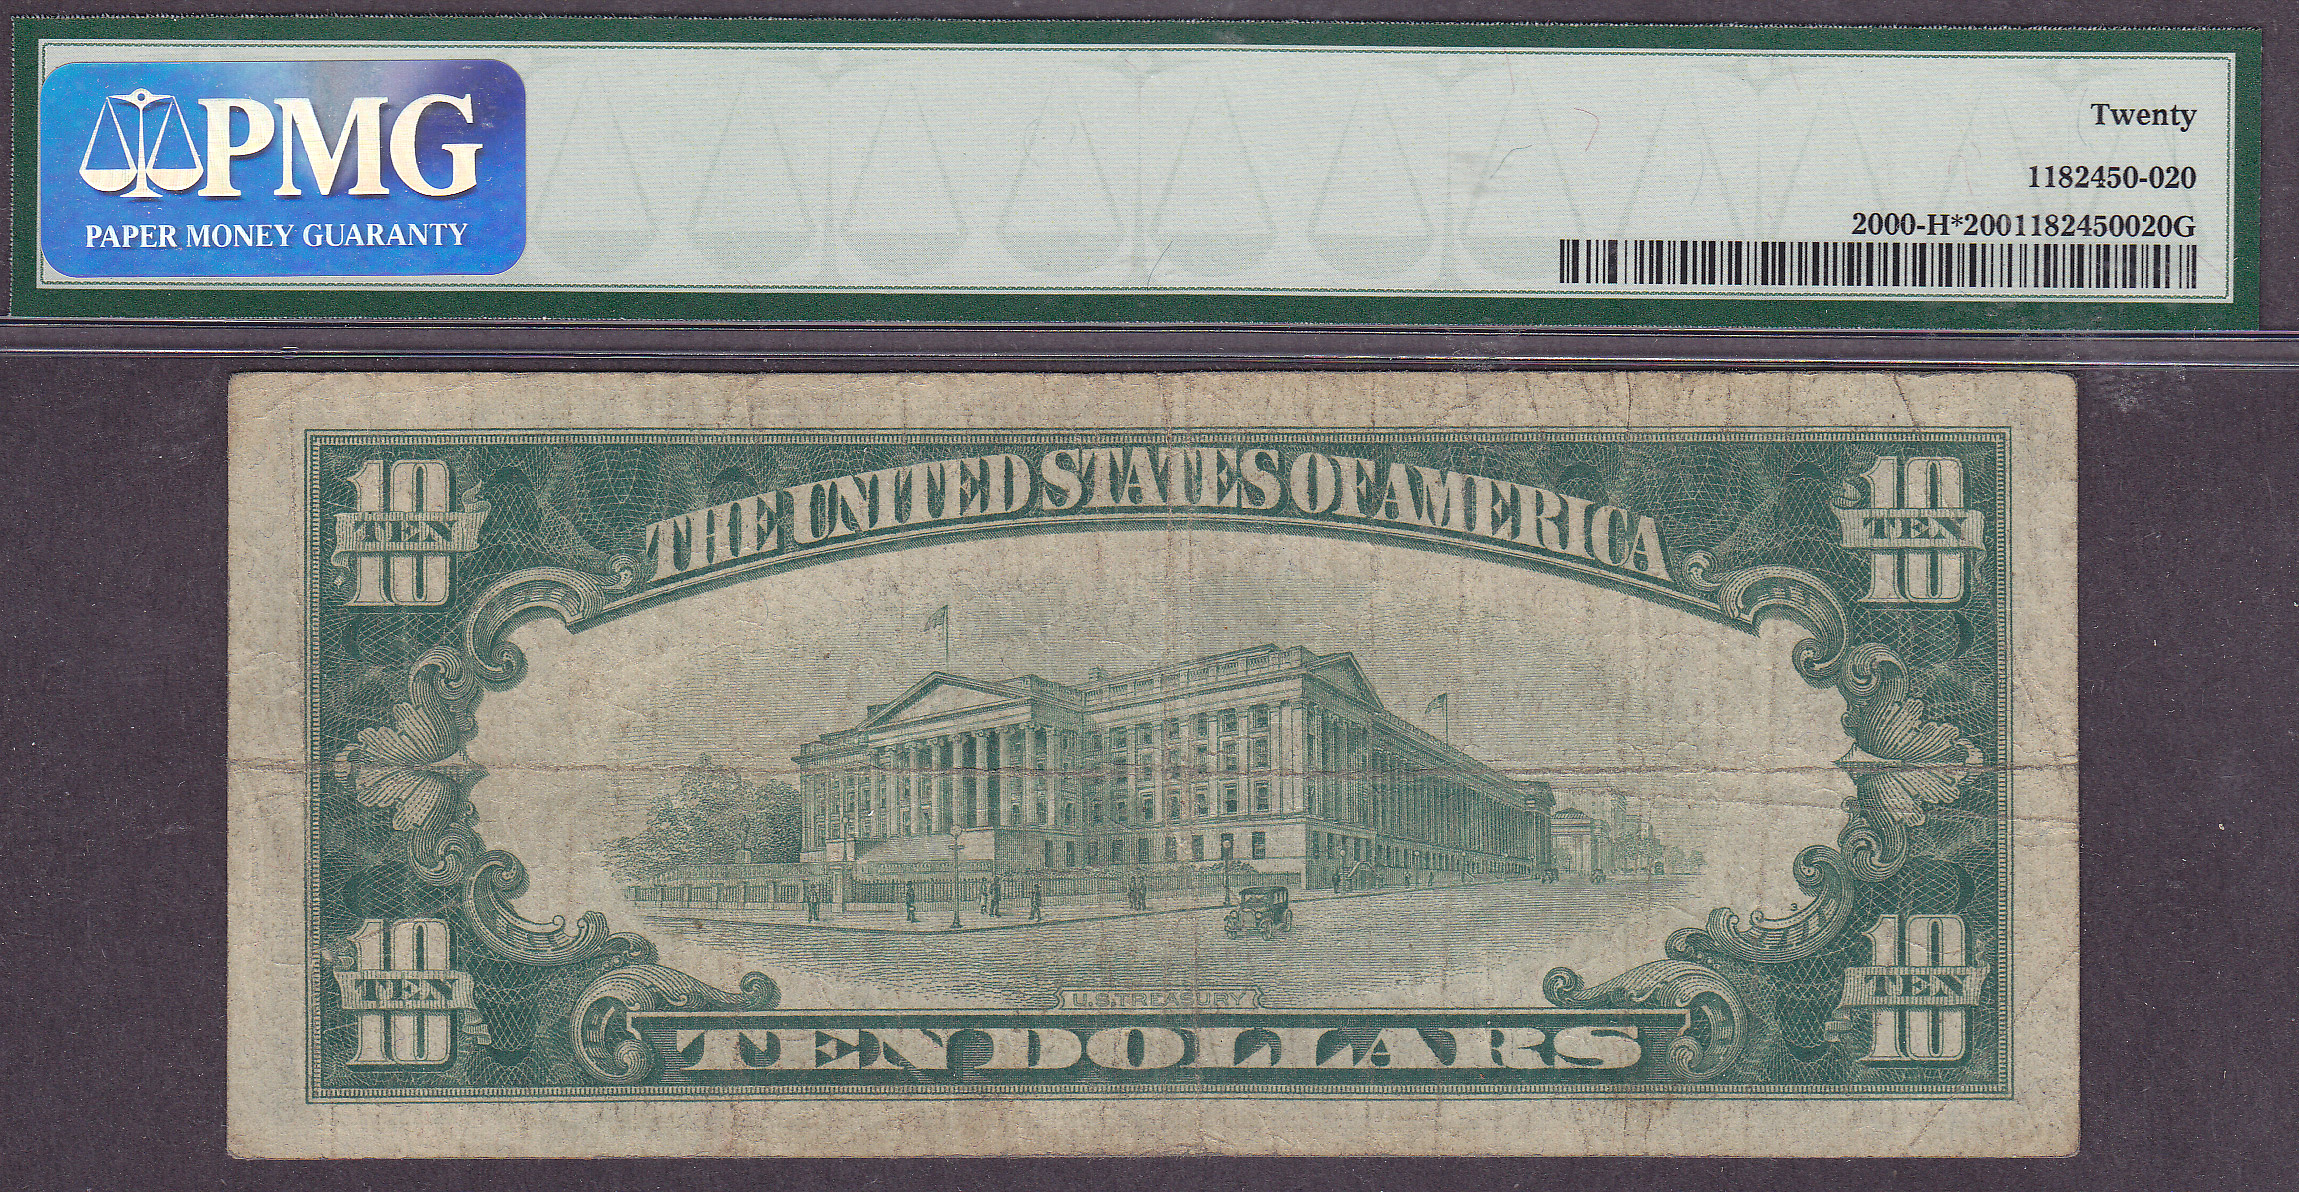 PMG
PAPER MONEY GUARANTY
Twenty
1182450-020
2000-H*2001182450020G
THE UNITED STATES OF AMERICA
10
TEN
10
10
TEN
10
3
10
TEN
10
10
TEN
10
U.S. TREASURY
TEN DOLLARS